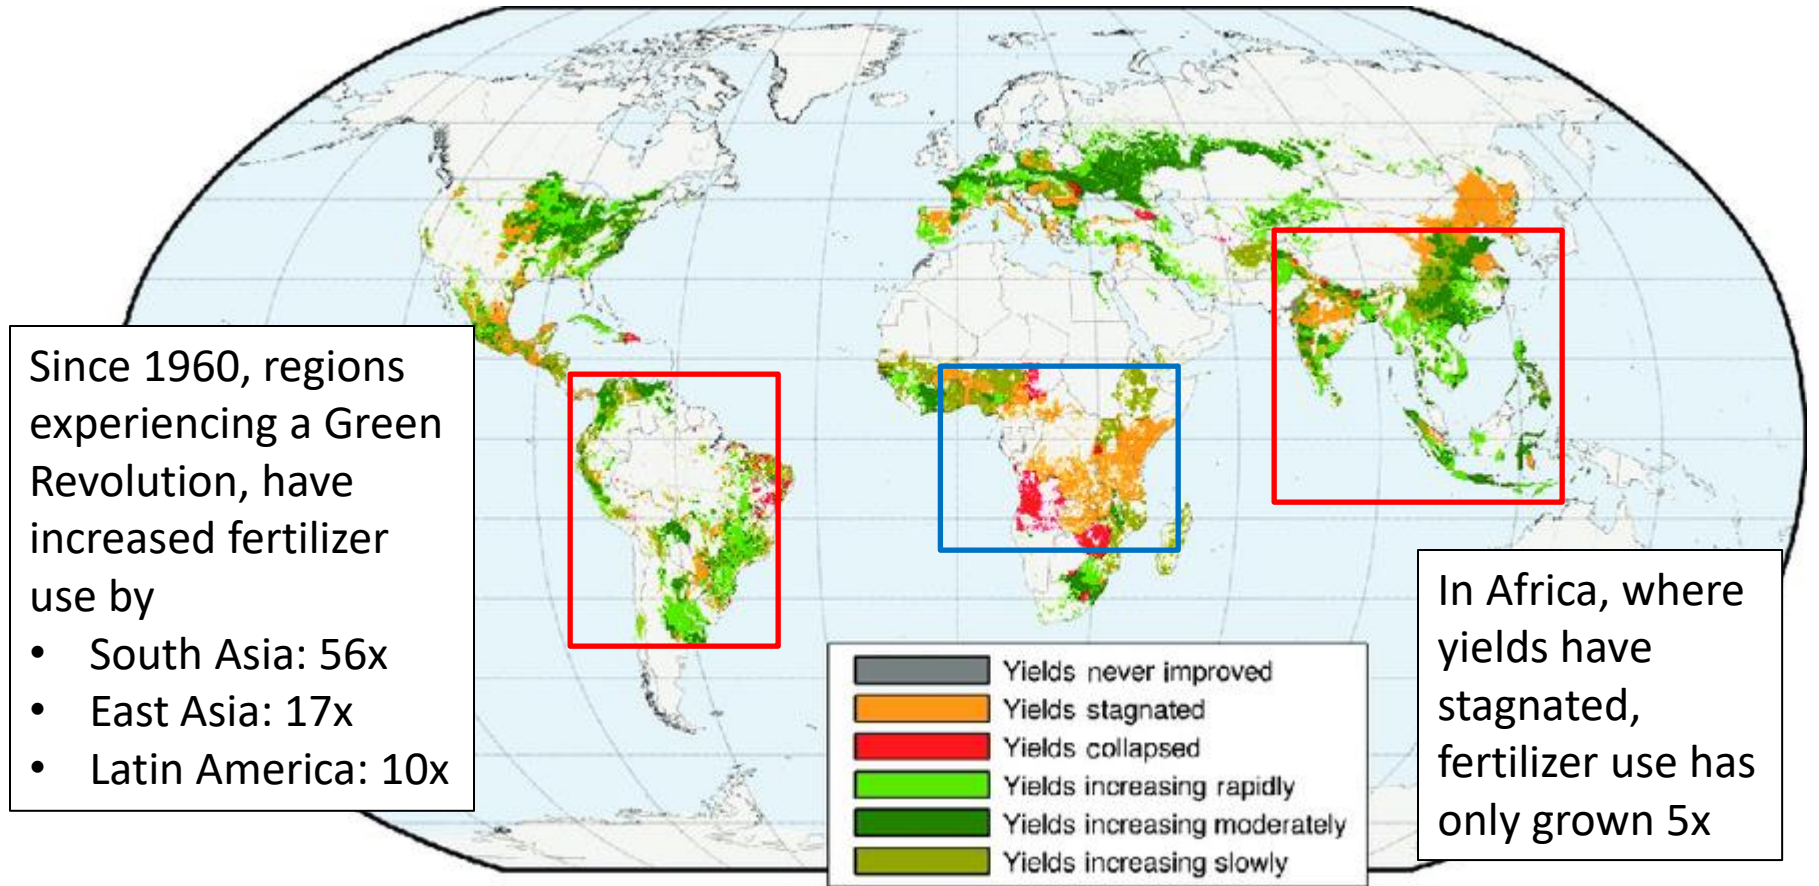 Since 1960, regions
experiencing a Green
Revolution, have
increased fertilizer
use by
• South Asia: 56x
• East Asia: 17x
• Latin America: 10x
In Africa, where
yields have
stagnated,
fertilizer use has
only grown 5x
Yields never improved
Yields stagnated
Yields collapsed
Yields increasing rapidly
Yields increasing moderately
Yields increasing slowly